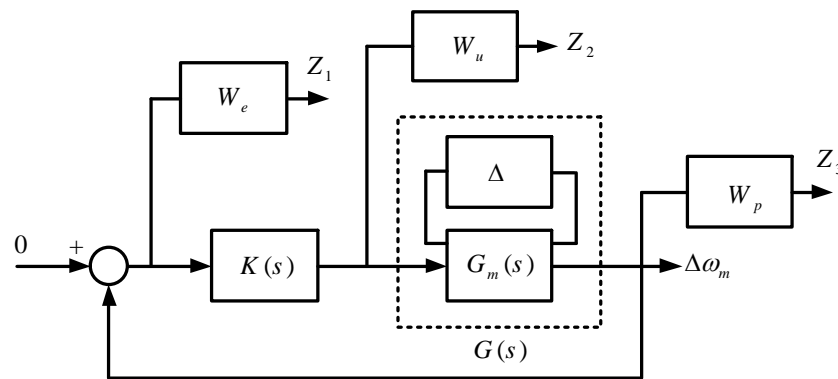 W_u
Z_2
Z_1
W_e
Δ
Z_3
W_p
0
+
K(s)
G_m(s)
Δω_m
G(s)